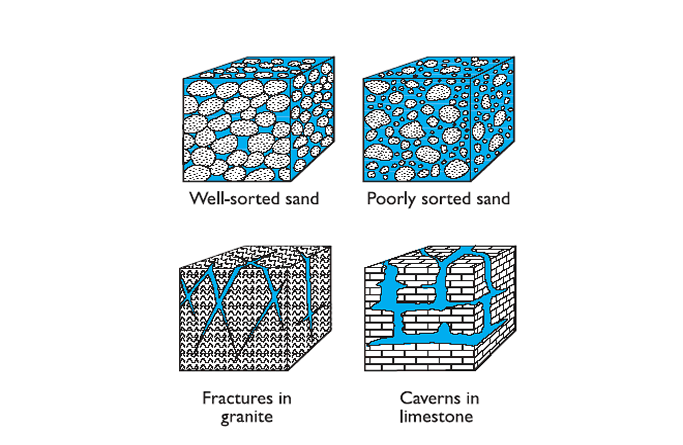 Well-sorted sand
Poorly sorted sand
Fractures in
granite
Caverns in
limestone